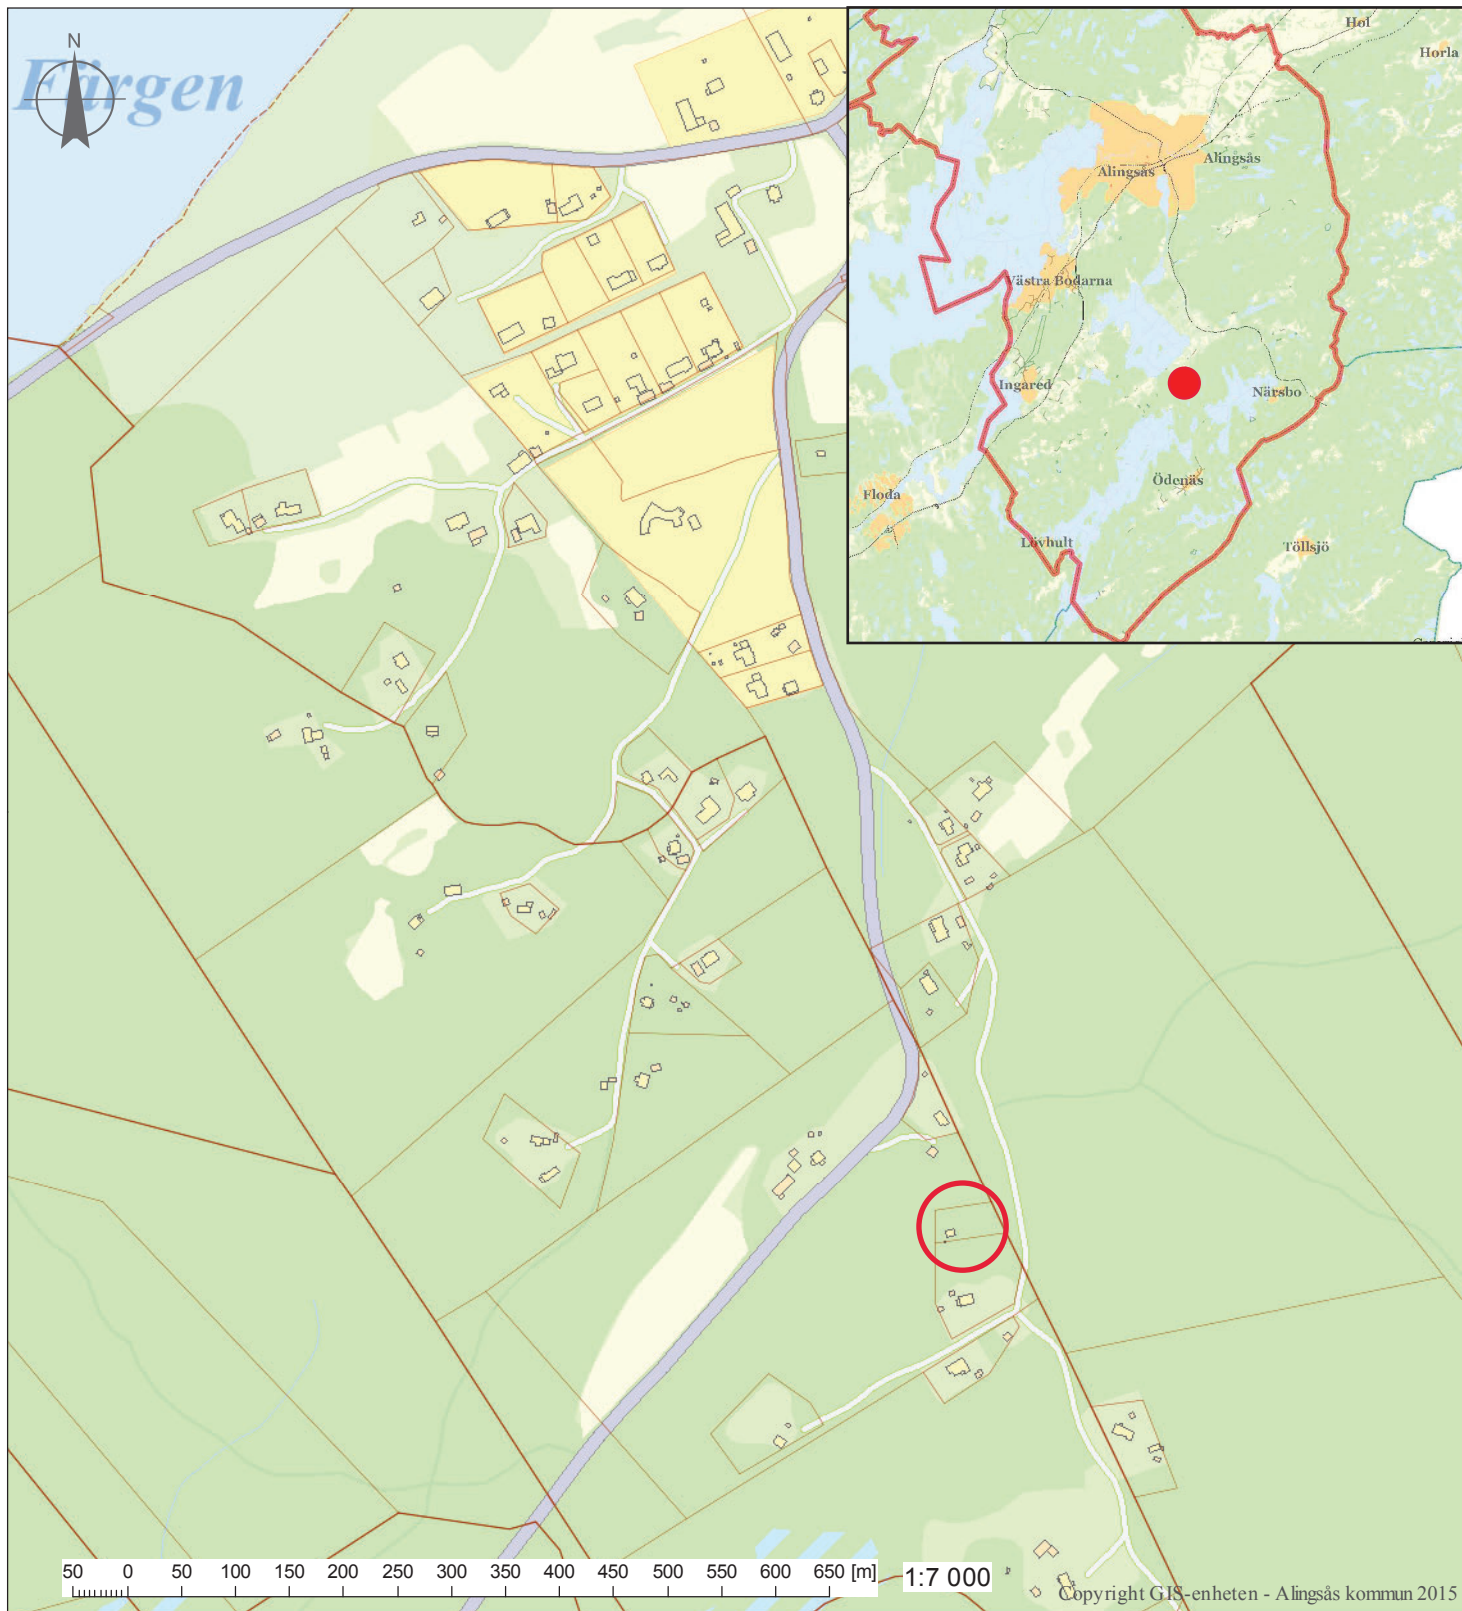 N
Färgen
Hol
Horla
Alingsås
Alingsås
Västra Bodarna
Ingared
Närsbo
Ödenäs
Floda
Lövhult
Töllsjö
50 0 50 100 150 200 250 300 350 400 450 500 550 600 650 [m]
1:7 000
Copyright GIS-enheten - Alingsås kommun 2015